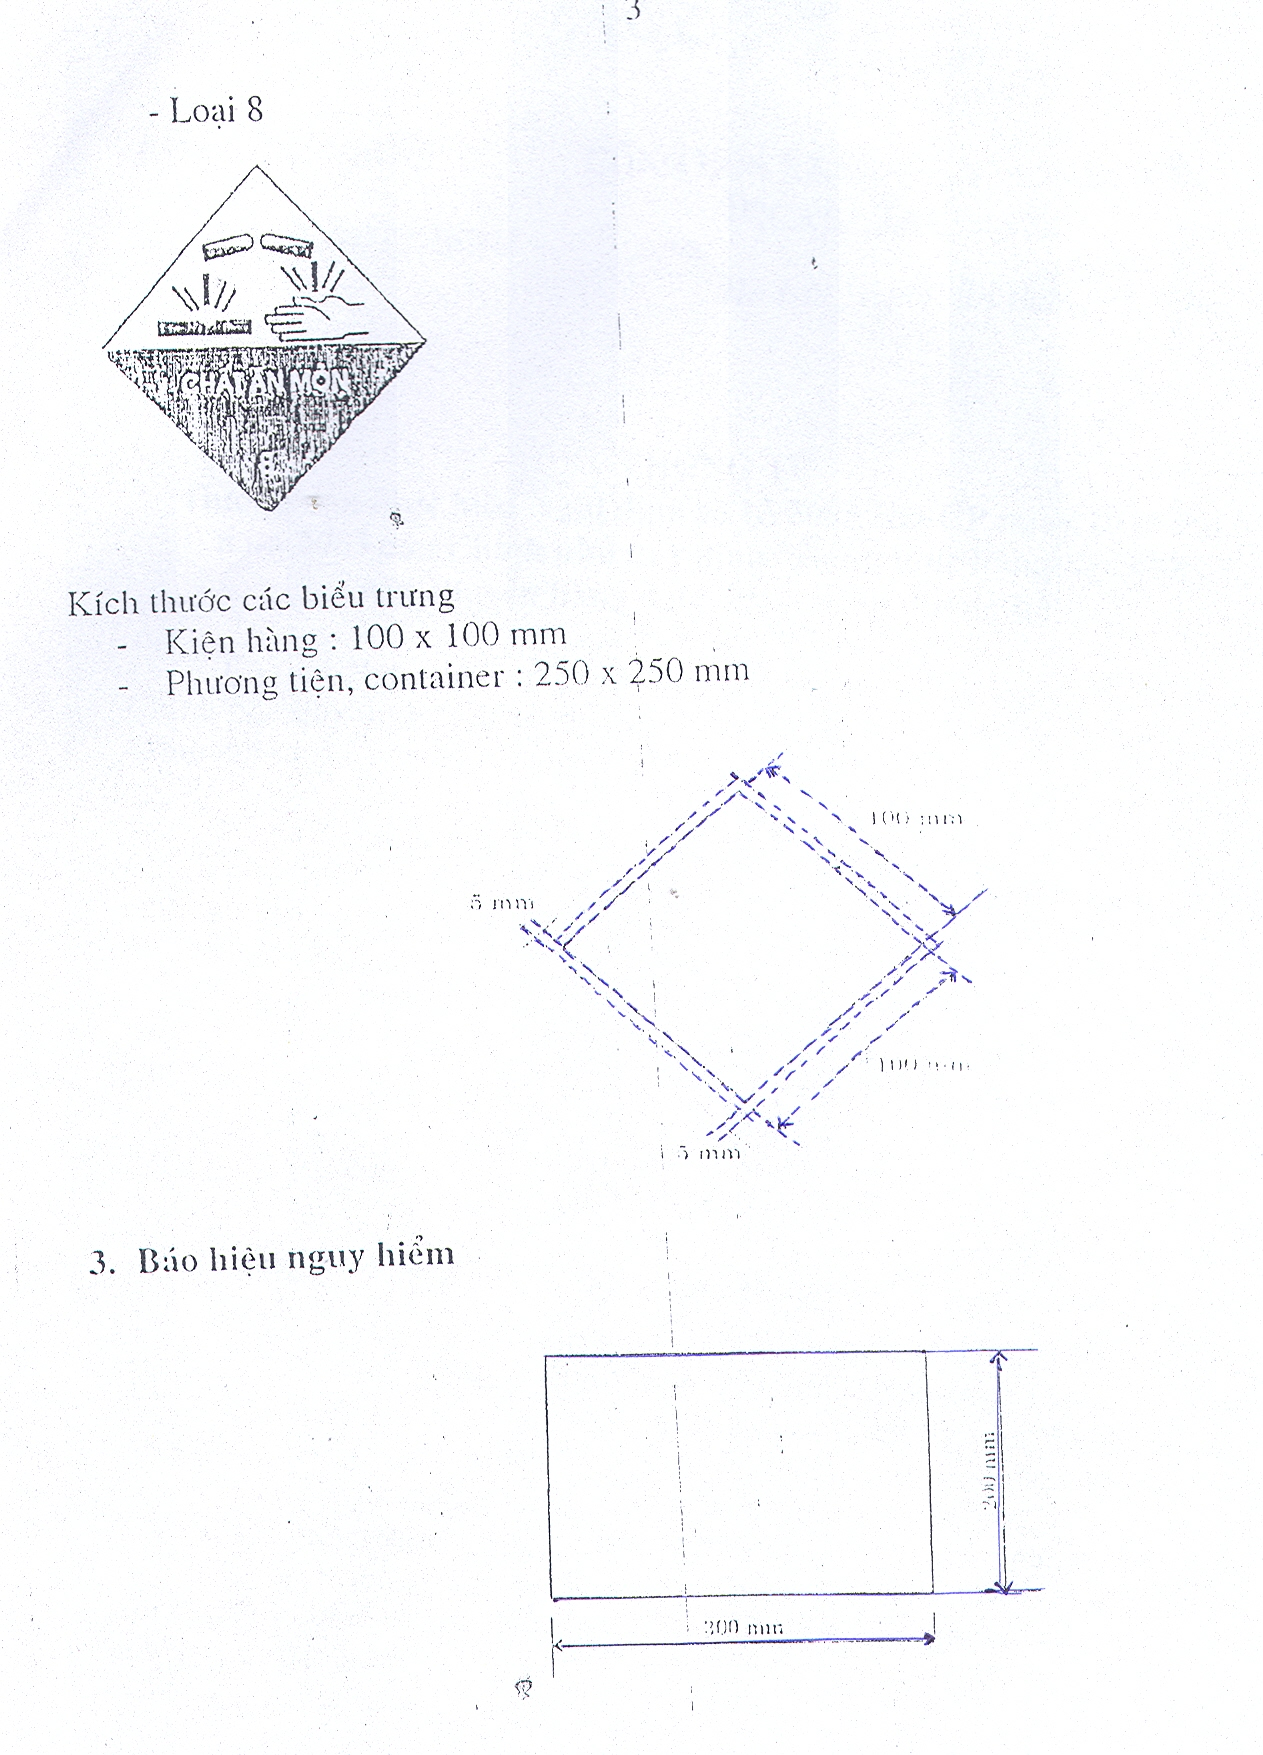 3
- Loại 8
CHẤT ĂN MÒN
8
Kích thước các biểu trưng
- Kiện hàng : 100 x 100 mm
- Phương tiện, container : 250 x 250 mm
100 mm
5 mm
100 mm
5 mm
3. Báo hiệu nguy hiểm
200 mm
300 mm